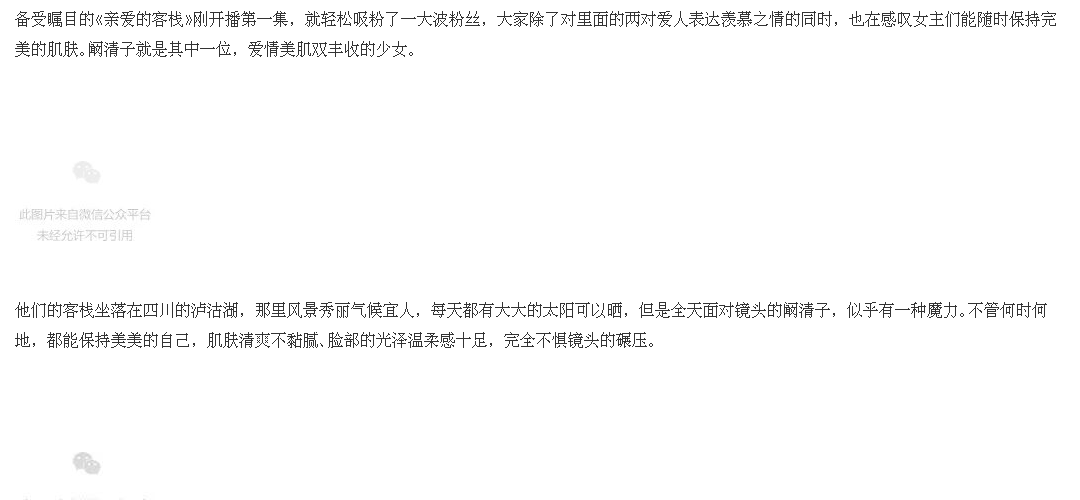 备受瞩目的《亲爱的客栈》刚开播第一集，就轻松吸粉了一大波粉丝，大家除了对里面的两对爱人表达羡慕之情的同时，也在感叹女主们能随时保持完
美的肌肤。阚清子就是其中一位，爱情美肌双丰收的少女。
此图片来自微信公众平台
未经允许不可引用
他们的客栈坐落在四川的泸沽湖，那里风景秀丽气候宜人，每天都有大大的太阳可以晒，但是全天面对镜头的阚清子，似乎有一种魔力。不管何时何
地，都能保持美美的自己，肌肤清爽不黏腻、脸部的光泽温柔感十足，完全不惧镜头的碾压。